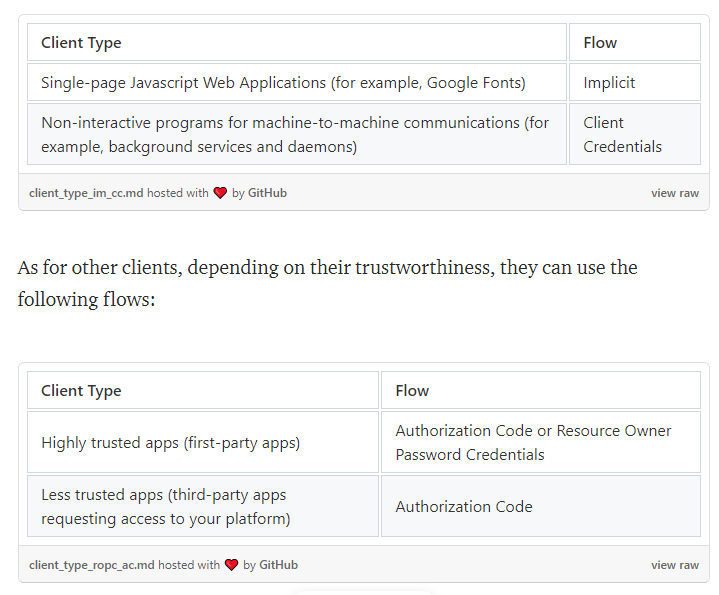 Client Type
Flow
Single-page Javascript Web Applications (for example, Google Fonts)
Implicit
Non-interactive programs for machine-to-machine communications (for
example, background services and daemons)
Client
Credentials
client_type_im_cc.md hosted with ❤ by GitHub
view raw
As for other clients, depending on their trustworthiness, they can use the
following flows:
Client Type
Flow
Highly trusted apps (first-party apps)
Authorization Code or Resource Owner
Password Credentials
Less trusted apps (third-party apps
requesting access to your platform)
Authorization Code
client_type_ropc_ac.md hosted with ❤ by GitHub
view raw